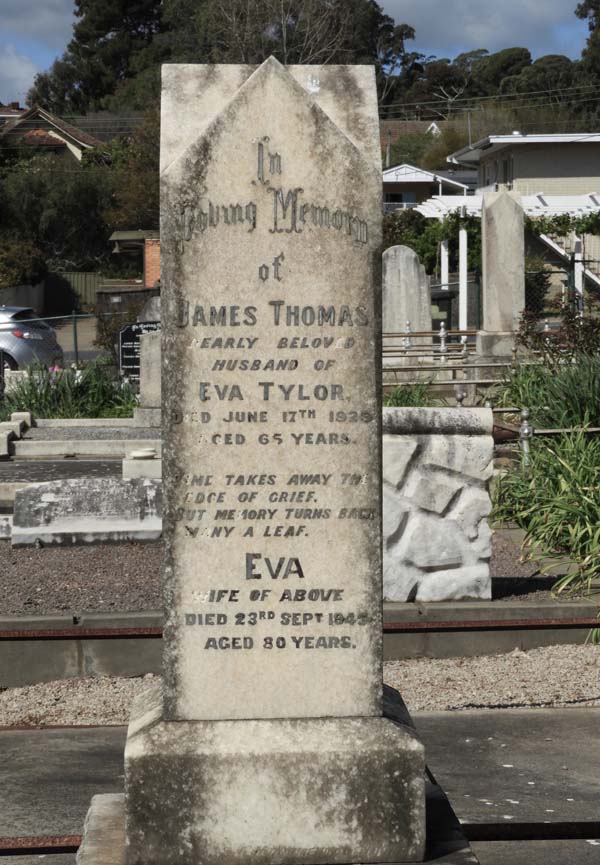 In
Loving Memory
of
JAMES THOMAS
DEARLY BELOVED
HUSBAND OF
EVA TYLOR,
DIED JUNE 17TH 1929
AGED 65 YEARS.
TIME TAKES AWAY THE
EDGE OF GRIEF,
BUT MEMORY TURNS BACK
MANY A LEAF.
EVA
WIFE OF ABOVE
DIED 23RD SEPT
AGED 80 YEARS.